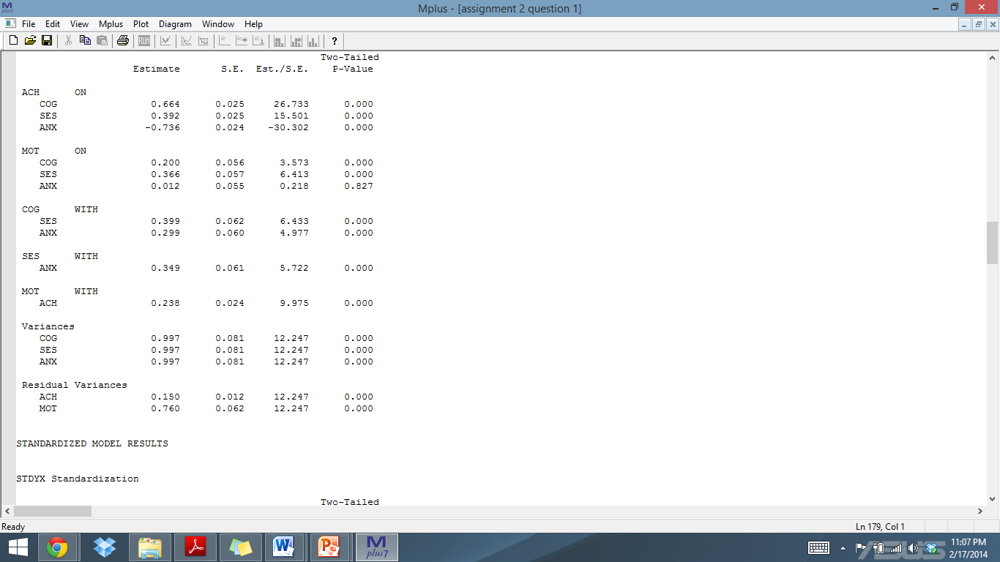 M
plus7
Mplus - [assignment 2 question 1]
File Edit View Mplus Plot Diagram Window Help
RUN ?
Two-Tailed
Estimate S.E. Est./S.E. P-Value
ACH ON
COG 0.664 0.025 26.733 0.000
SES 0.392 0.025 15.501 0.000
ANX -0.736 0.024 -30.302 0.000
MOT ON
COG 0.200 0.056 3.573 0.000
SES 0.366 0.057 6.413 0.000
ANX 0.012 0.055 0.218 0.827
COG WITH
SES 0.399 0.062 6.433 0.000
ANX 0.299 0.060 4.977 0.000
SES WITH
ANX 0.349 0.061 5.722 0.000
MOT WITH
ACH 0.238 0.024 9.975 0.000
Variances
COG 0.997 0.081 12.247 0.000
SES 0.997 0.081 12.247 0.000
ANX 0.997 0.081 12.247 0.000
Residual Variances
ACH 0.150 0.012 12.247 0.000
MOT 0.760 0.062 12.247 0.000
STANDARDIZED MODEL RESULTS
STDYX Standardization
Two-Tailed
Ready Ln 179, Col 1
M
plus7
11:07 PM
2/17/2014
ASUS